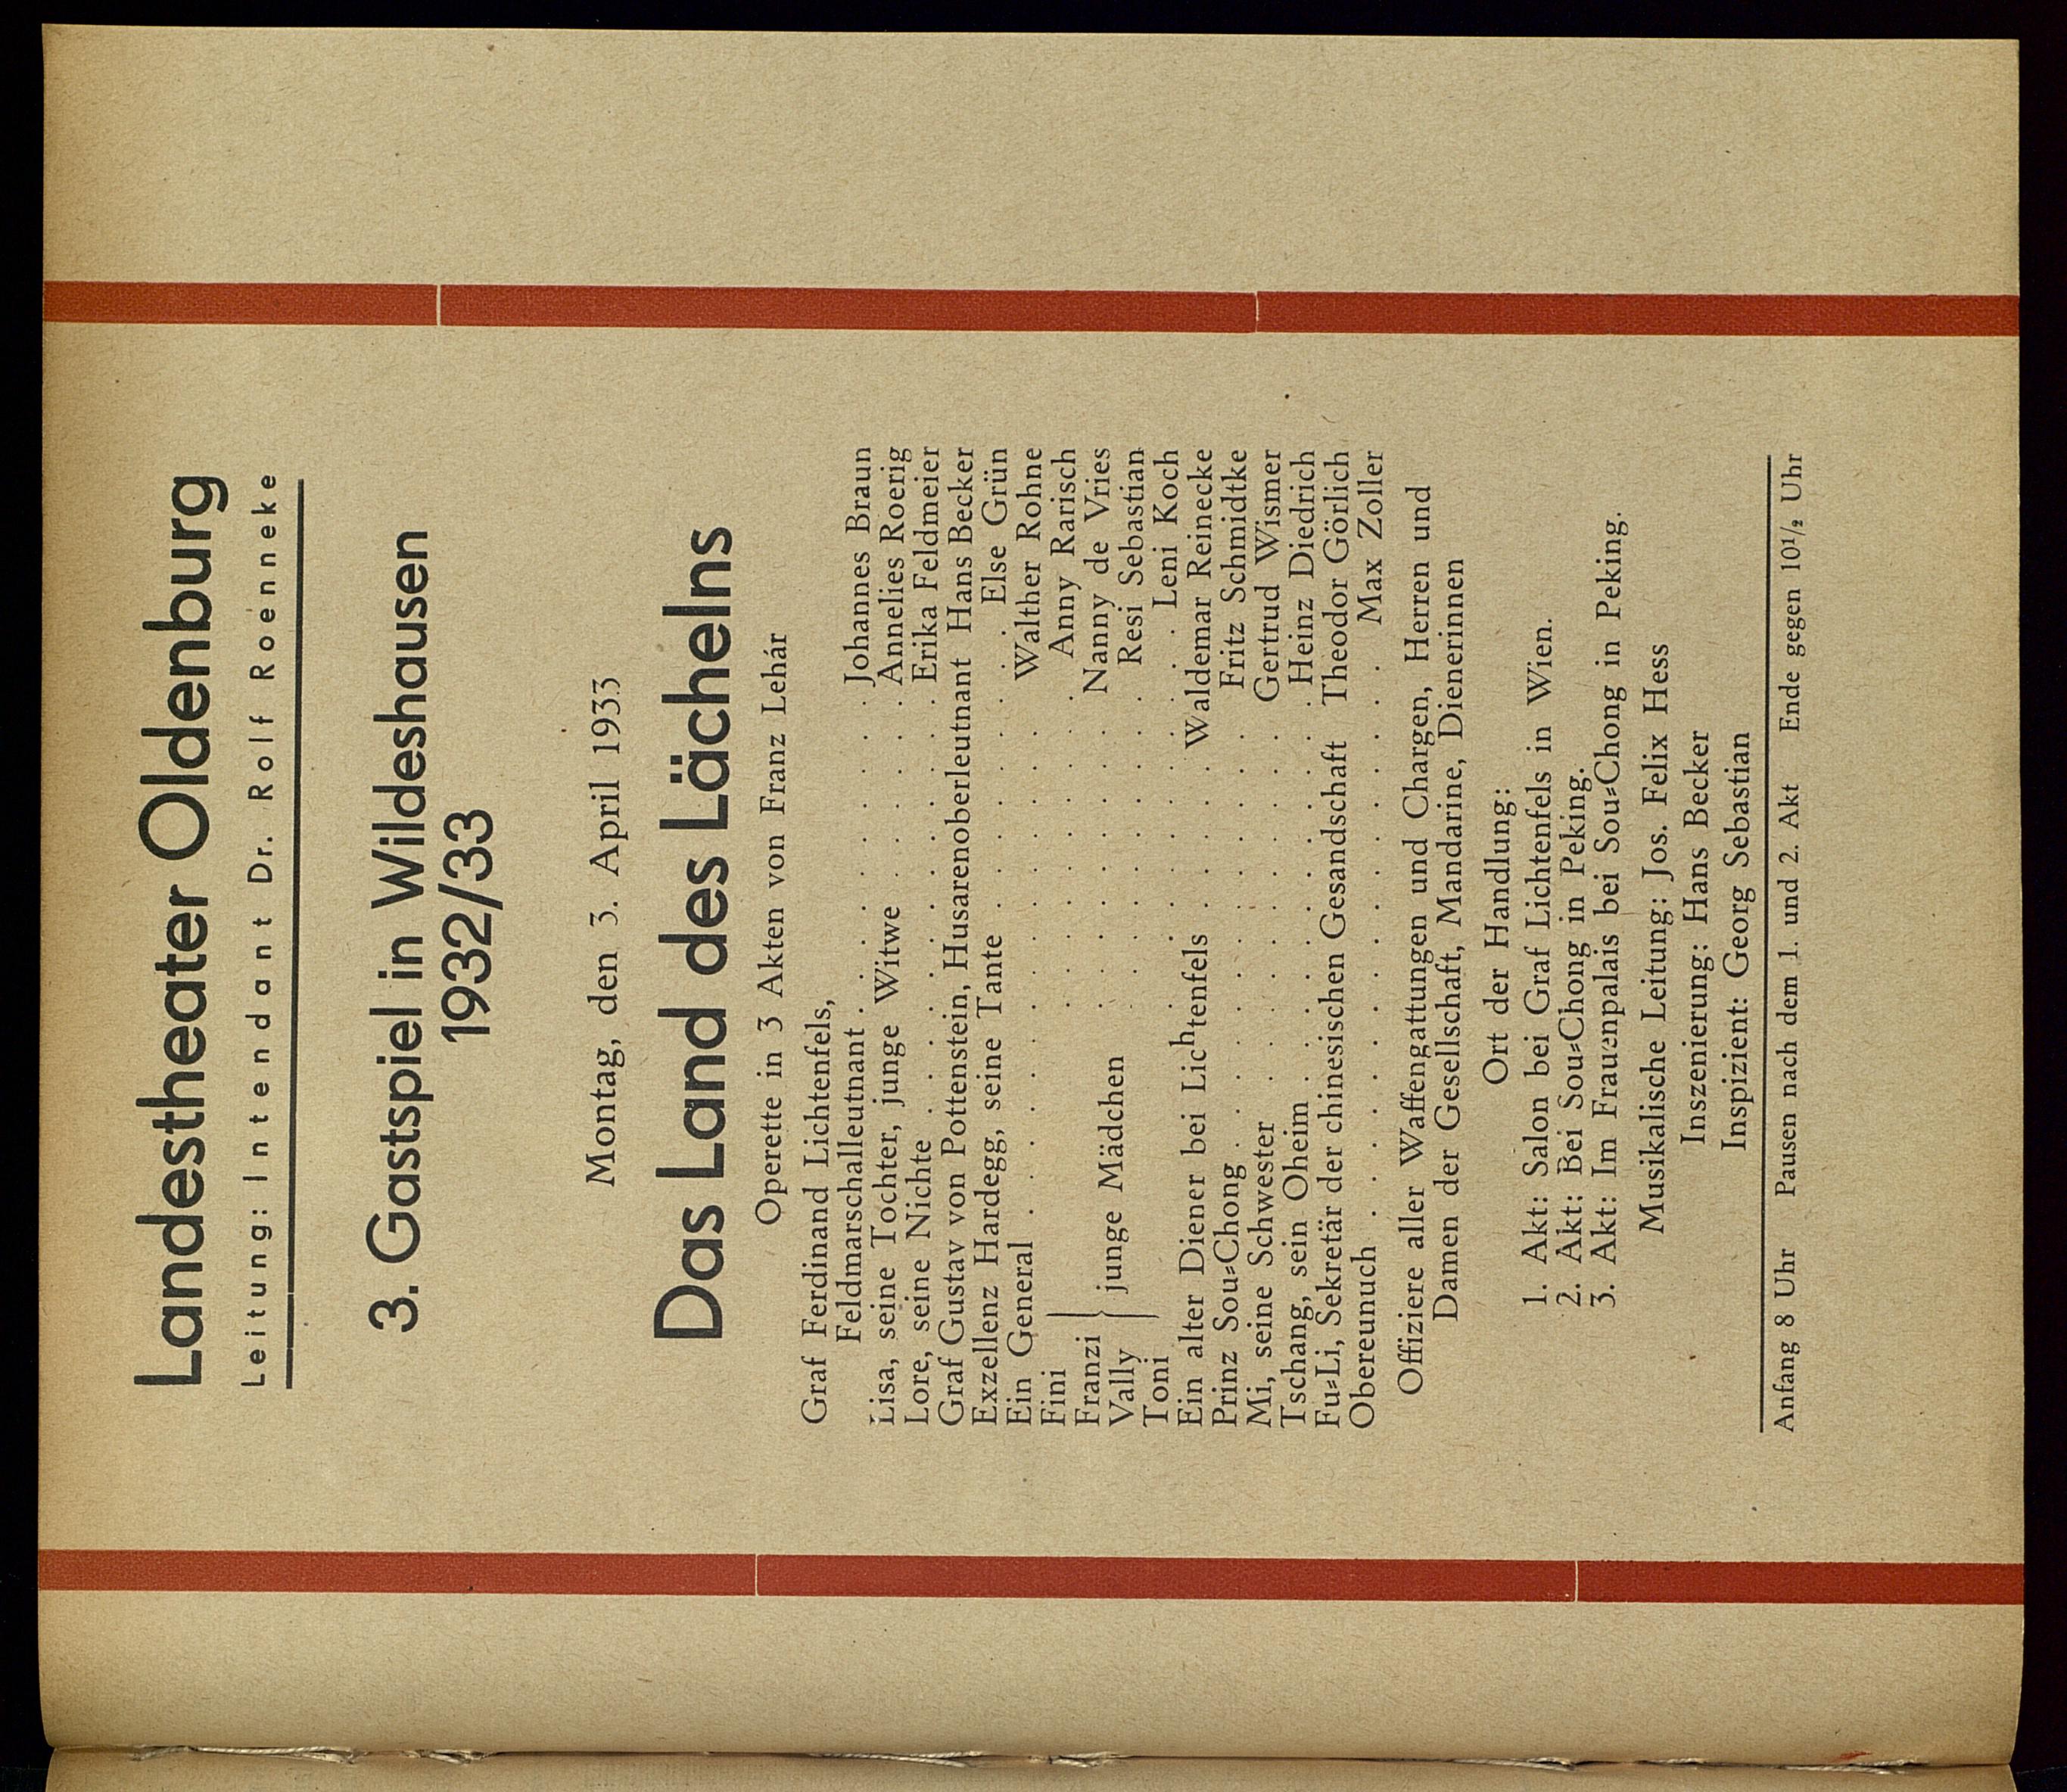 Landestheater Oldenburg
Leitung: Intendant Dr. Rolf Roenneke
3. Gastspiel in Wildeshausen
1932/33
Montag, den 3. April 1933
Das Land des Lächelns
Operette in 3 Akten von Franz Lehár
Graf Ferdinand Lichtenfels,
Feldmarschalleutnant . . . . . . . . Johannes Braun
Lisa, seine Tochter, junge Witwe . . . . . Annelies Roerig
Lore, seine Nichte . . . . . . . . . . Erika Feldmeier
Graf Gustav von Pottenstein, Husarenoberleutnant Hans Becker
Exzellenz Hardegg, seine Tante . . . . . . . Else Grün
Ein General . . . . . . . . . . . . Walther Rohne
Fini . . . . . . . . Anny Rarisch
Franzi . . . . . . . . Nanny de Vries
Vally } junge Mädchen . . . . . . . . Resi Sebastian
Toni . . . . . . . . Leni Koch
Ein alter Diener bei Lichtenfels . . . . . Waldemar Reinecke
Prinz Sou=Chong . . . . . . . . . . Fritz Schmidtke
Mi, seine Schwester . . . . . . . . . Gertrud Wismer
Tschang, sein Oheim . . . . . . . . . Heinz Diedrich
Fu=Li, Sekretär der chinesischen Gesandschaft Theodor Görlich
Obereunuch . . . . . . . . . . . . . Max Zoller
Offiziere aller Waffengattungen und Chargen, Herren und
Damen der Gesellschaft, Mandarine, Dienerinnen
Ort der Handlung:
1. Akt: Salon bei Graf Lichtenfels in Wien.
2. Akt: Bei Sou=Chong in Peking.
3. Akt: Im Frauenpalais bei Sou=Chong in Peking.
Musikalische Leitung: Jos. Felix Hess
Inszenierung: Hans Becker
Inspizient: Georg Sebastian
Anfang 8 Uhr Pausen nach dem 1. und 2. Akt Ende gegen 10½ Uhr